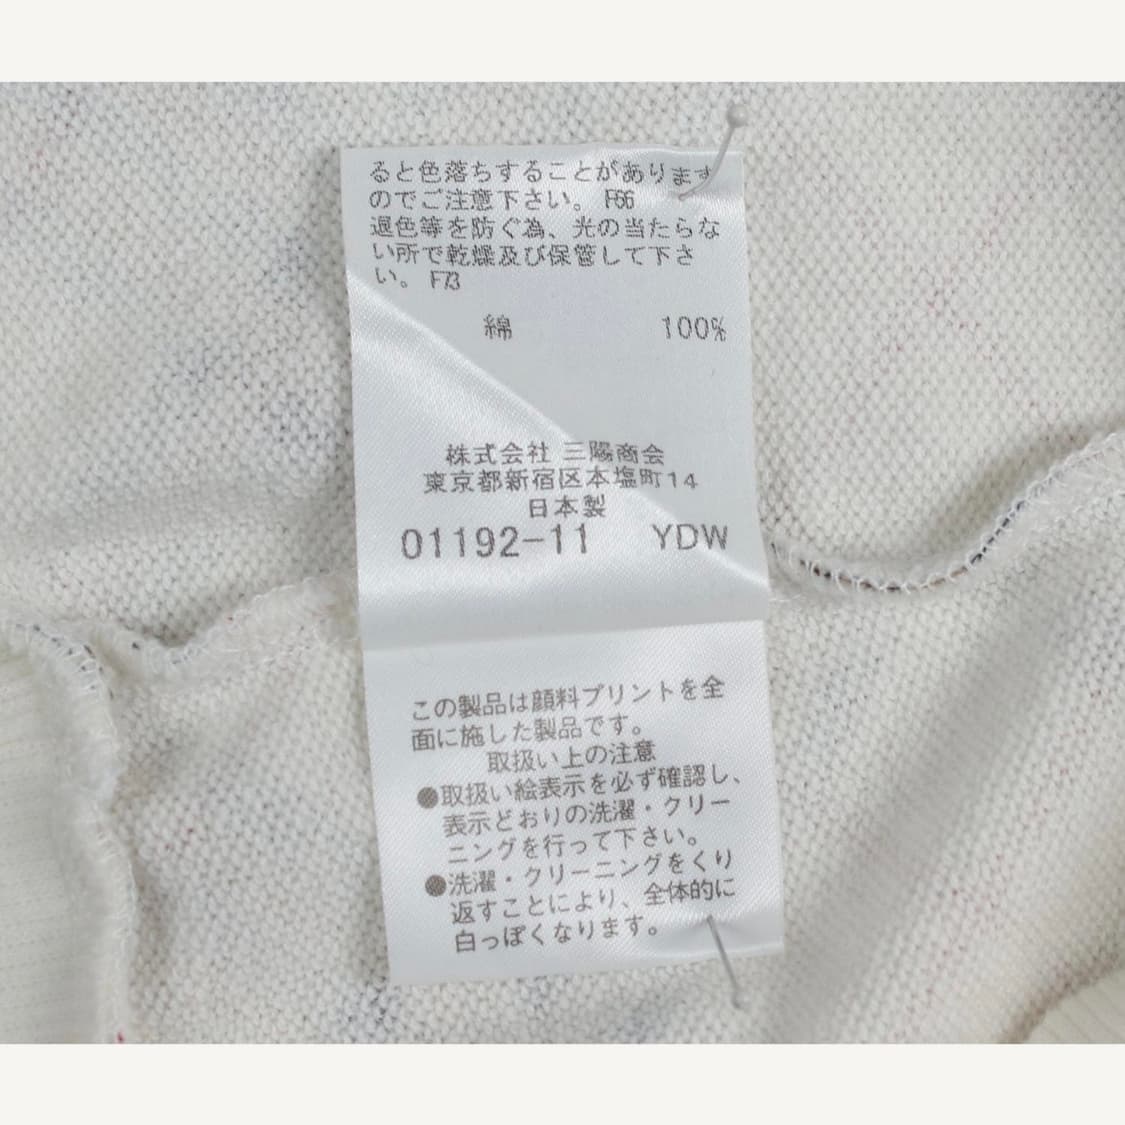 ると色落ちすることがあります
のでご注意下さい。 F66
退色等を防ぐ為、光の当たらな
い所で乾燥及び保管して下さ
い。 F73
綿 100%
株式会社 三陽商会
東京都新宿区本塩町14
日本製
01192-11 YDW
この製品は顔料プリントを全
面に施した製品です。
取扱い上の注意
●取扱い絵表示を必ず確認し、
表示どおりの洗濯・クリー
ニングを行って下さい。
●洗濯・クリーニングをくり
返すことにより、全体的に
白っぽくなります。